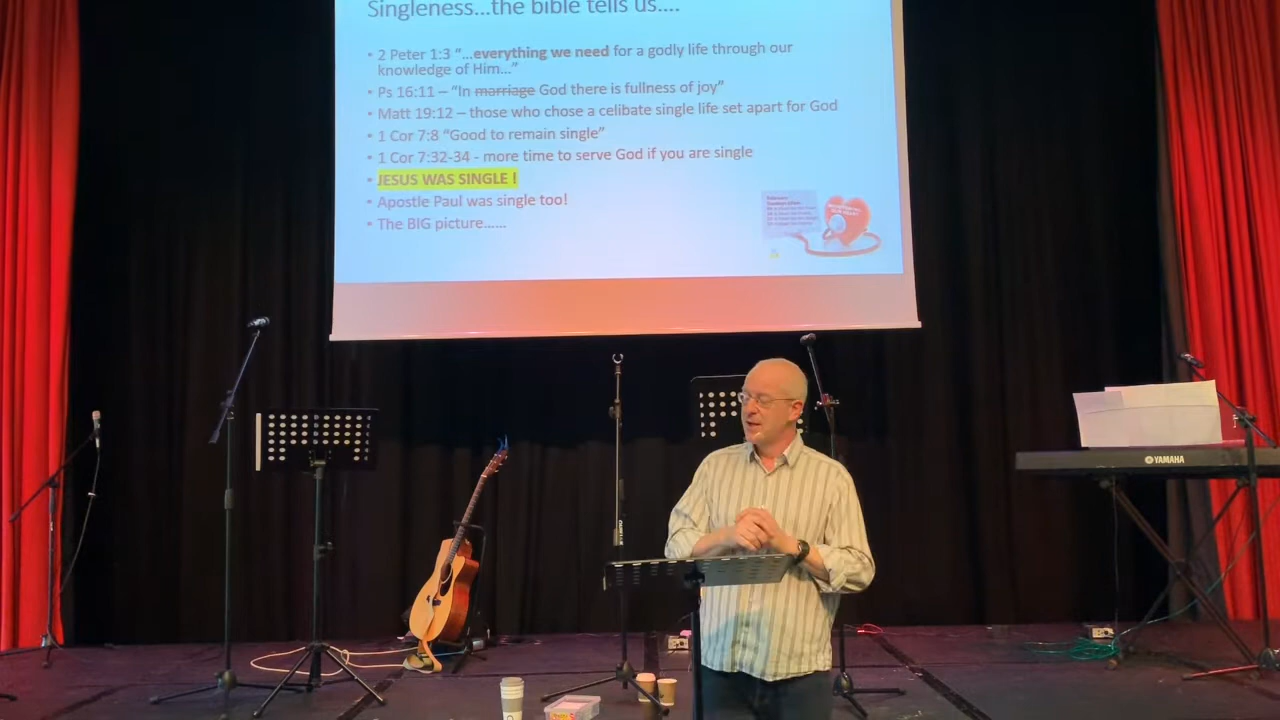 Singleness...the bible tells us....
• 2 Peter 1:3 “...everything we need for a godly life through our
knowledge of Him...”
• Ps 16:11 – “In marriage God there is fullness of joy”
• Matt 19:12 – those who chose a celibate single life set apart for God
• 1 Cor 7:8 “Good to remain single”
• 1 Cor 7:32-34 - more time to serve God if you are single
• JESUS WAS SINGLE !
• Apostle Paul was single too!
• The BIG picture......
YAMAHA